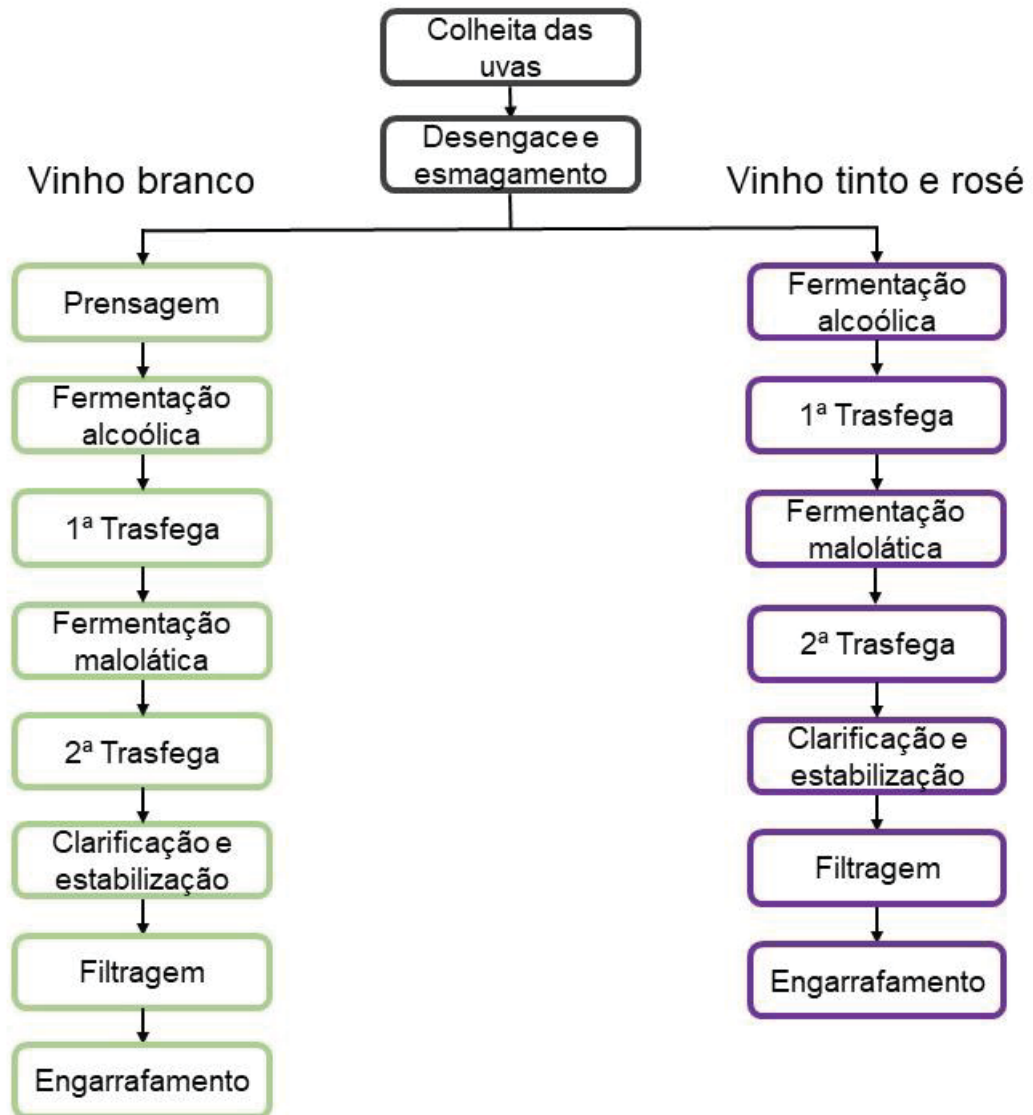 Colheita das
uvas
Desengace e
esmagamento
Vinho branco
Prensagem
Fermentação
alcoólica
1ª Trasfega
Fermentação
malolática
2ª Trasfega
Clarificação e
estabilização
Filtragem
Engarrafamento
Vinho tinto e rosé
Fermentação
alcoólica
1ª Trasfega
Fermentação
malolática
2ª Trasfega
Clarificação e
estabilização
Filtragem
Engarrafamento